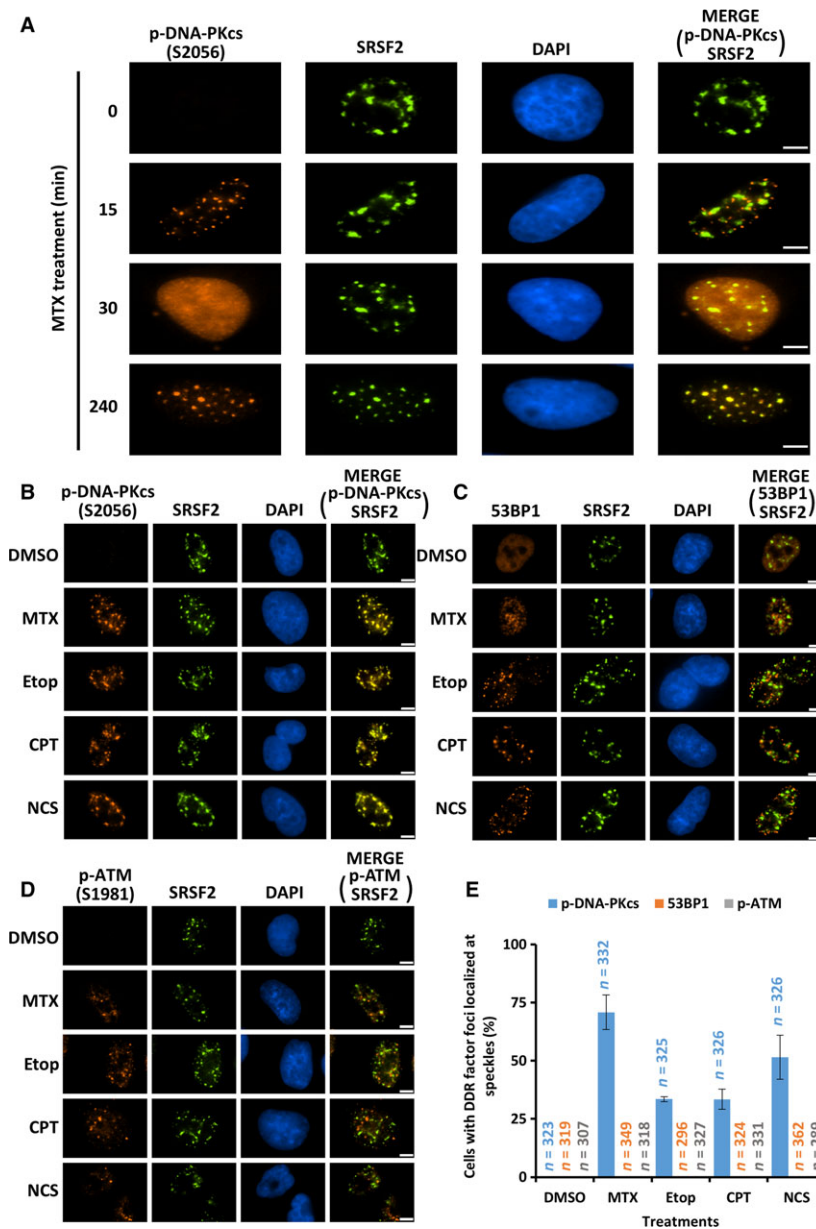 A
p-DNA-PKcs
(S2056)
SRSF2
DAPI
MERGE
(p-DNA-PKcs
SRSF2)
MTX treatment (min)
0
15
30
240
B
p-DNA-PKcs
(S2056)
SRSF2
DAPI
MERGE
(p-DNA-PKcs
SRSF2)
DMSO
MTX
Etop
CPT
NCS
C
53BP1
SRSF2
DAPI
MERGE
(53BP1
SRSF2)
DMSO
MTX
Etop
CPT
NCS
D
p-ATM
(S1981)
SRSF2
DAPI
MERGE
(p-ATM
SRSF2)
DMSO
MTX
Etop
CPT
NCS
E
p-DNA-PKcs 53BP1 p-ATM
Cells with DDR factor foci localized at
speckles (%)
100
75
50
25
0
n = 323
n = 319
n = 307
n = 332
n = 349
n = 318
n = 325
n = 296
n = 327
n = 326
n = 324
n = 331
n = 326
n = 362
n = 289
DMSO MTX Etop CPT NCS
Treatments